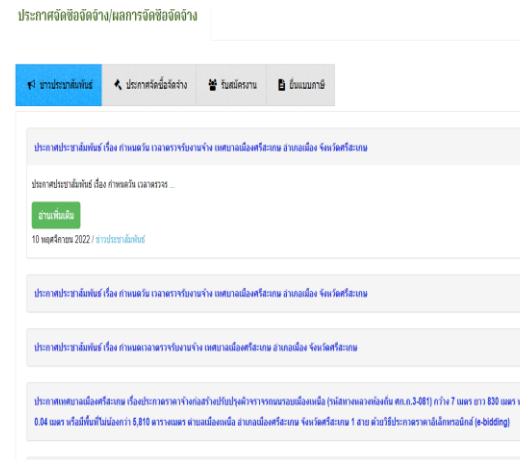 ประกาศจัดซื้อจัดจ้าง/ผลการจัดซื้อจัดจ้าง
ข่าวประชาสัมพันธ์ ประกาศจัดซื้อจัดจ้าง รับสมัครงาน ยื่นแบบภาษี
ประกาศประชาสัมพันธ์ เรื่อง กำหนดวัน เวลาตรวจรับงานจ้าง เทศบาลเมืองศรีสะเกษ อำเภอเมือง จังหวัดศรีสะเกษ
ประกาศประชาสัมพันธ์ เรื่อง กำหนดวัน เวลาตรวจร ...
อ่านเพิ่มเติม
10 พฤศจิกายน 2022 / ข่าวประชาสัมพันธ์
ประกาศประชาสัมพันธ์ เรื่อง กำหนดวัน เวลาตรวจรับงานจ้าง เทศบาลเมืองศรีสะเกษ อำเภอเมือง จังหวัดศรีสะเกษ
ประกาศประชาสัมพันธ์ เรื่อง กำหนดเวลาตรวจรับงานจ้าง เทศบาลเมืองศรีสะเกษ อำเภอเมือง จังหวัดศรีสะเกษ
ประกาศเทศบาลเมืองศรีสะเกษ เรื่องประกวดราคาจ้างก่อสร้างปรับปรุงผิวจราจรถนนรอบเมืองเหนือ (รหัสทางหลวงท้องถิ่น ศก.ถ.3-081) กว้าง 7 เมตร ยาว 830 เมตร ห
0.04 เมตร หรือมีพื้นที่ไม่น้อยกว่า 5,810 ตารางเมตร ตำบลเมืองเหนือ อำเภอเมืองศรีสะเกษ จังหวัดศรีสะเกษ 1 สาย ด้วยวิธีประกวดราคาอิเล็กทรอนิกส์ (e-bidding)